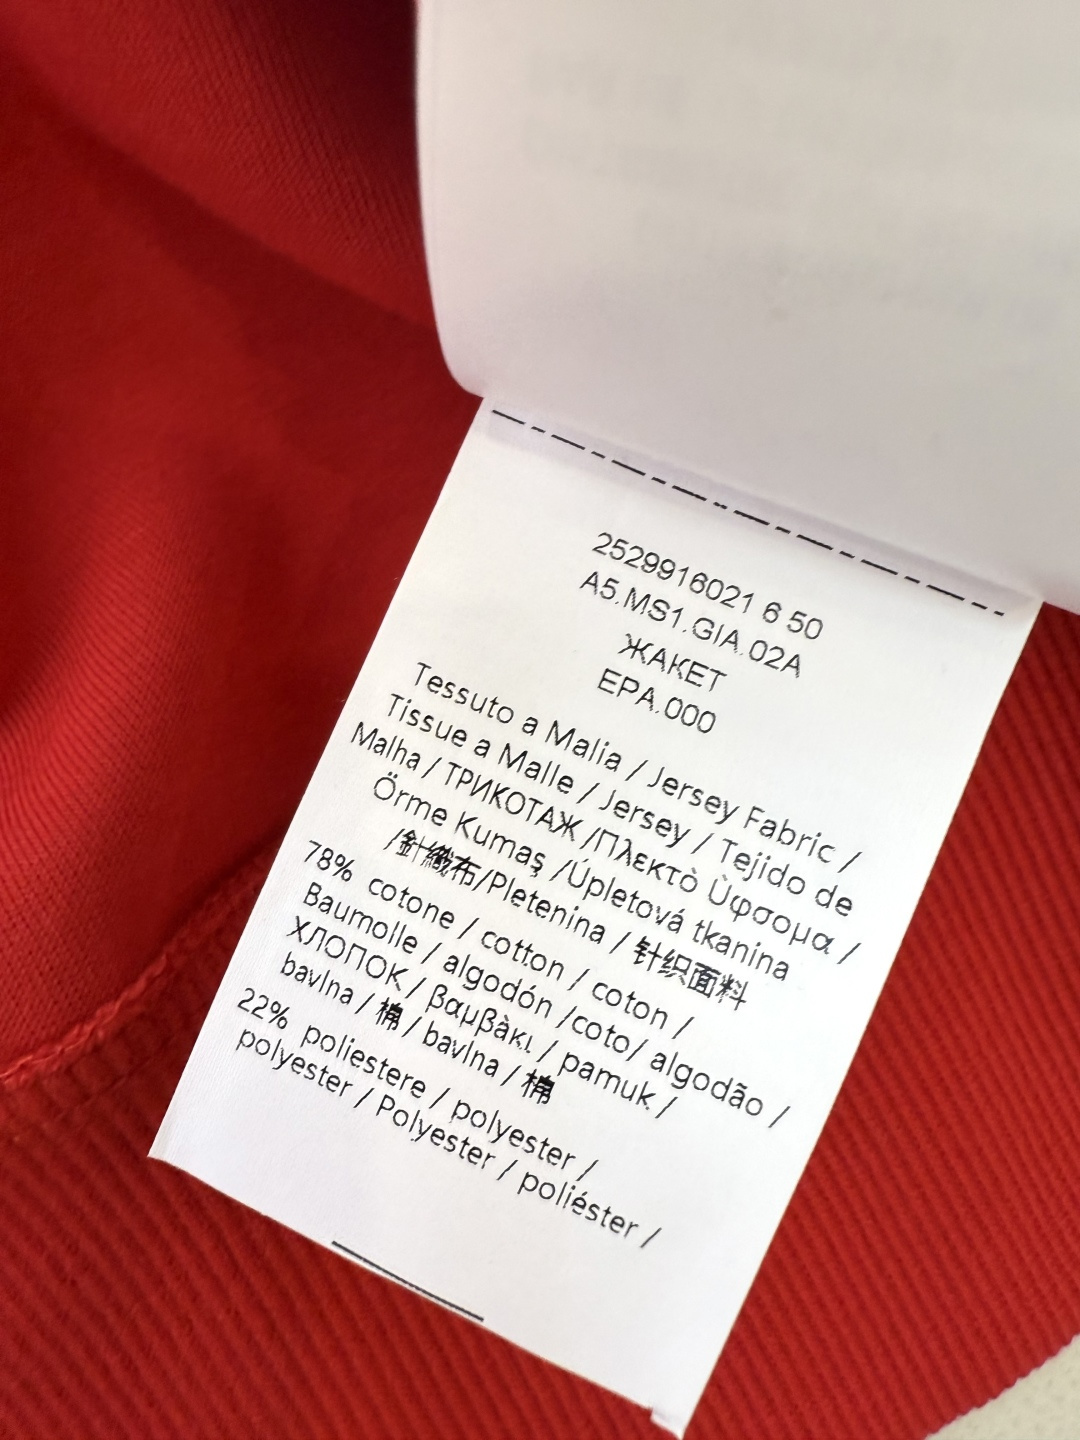 2529916021 6 50
A5.MS1.GIA.02A
ЖАКЕТ
EPA.000
Tessuto a Malia / Jersey Fabric /
Tissue a Malle / Jersey / Tejido de
Malha / ТРИКОТАЖ /Πλεκτὸ Ὑφσομα /
Örme Kumaş /Úpletová tkanina
/針織布/Pletenina / 针织面料
78% cotone / cotton / coton /
Baumolle / algodón /coto/ algodão /
ХЛОПОК / βαμβὰκι / pamuk /
bavlna / 棉 / bavlna / 棉
22% poliestere / polyester /
polyester / Polyester / poliéster /